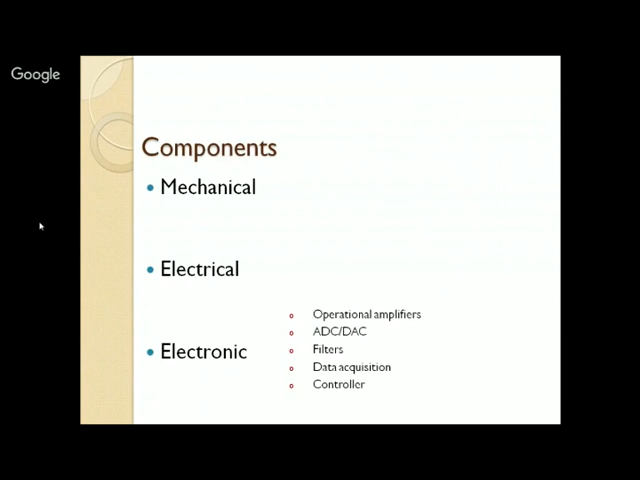 Google
Components
Mechanical
Electrical
Electronic
Operational amplifiers
ADC/DAC
Filters
Data acquisition
Controller